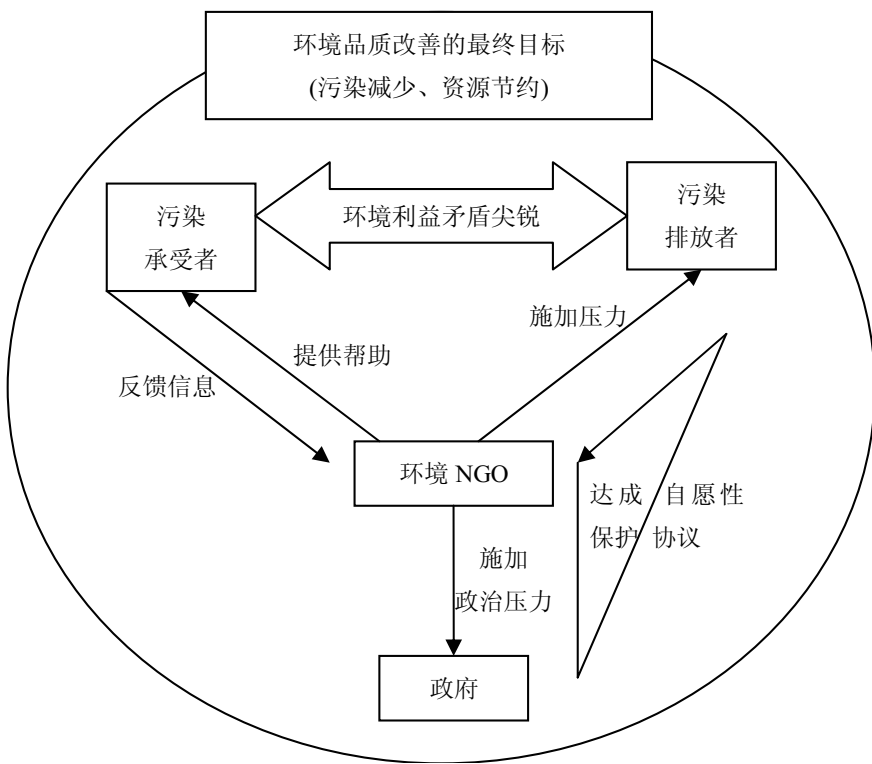 环境品质改善的最终目标
(污染减少、资源节约)
污染
承受者
环境利益矛盾尖锐
污染
排放者
施加压力
提供帮助
反馈信息
环境 NGO
达成 自愿性
保护 协议
施加
政治压力
政府